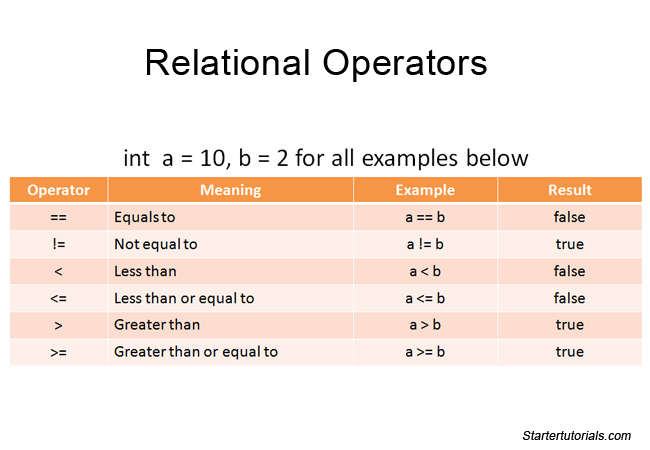 Relational Operators
int a = 10, b = 2 for all examples below
Operator Meaning Example Result
== Equals to a == b false
!= Not equal to a != b true
< Less than a < b false
<= Less than or equal to a <= b false
> Greater than a > b true
>= Greater than or equal to a >= b true
Startertutorials.com